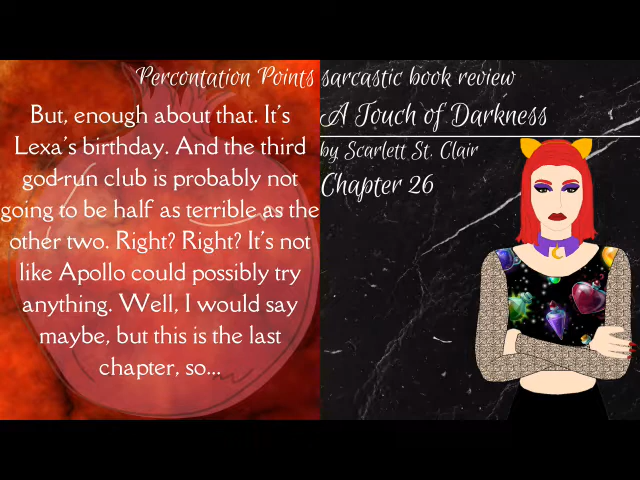 Percontation Points sarcastic book review
But, enough about that. It's
Lexa's birthday. And the third
god-run club is probably not
going to be half as terrible as the
other two. Right? Right? It's not
like Apollo could possibly try
anything. Well, I would say
maybe, but this is the last
chapter, so...
A Touch of Darkness
by Scarlett St. Clair
Chapter 26